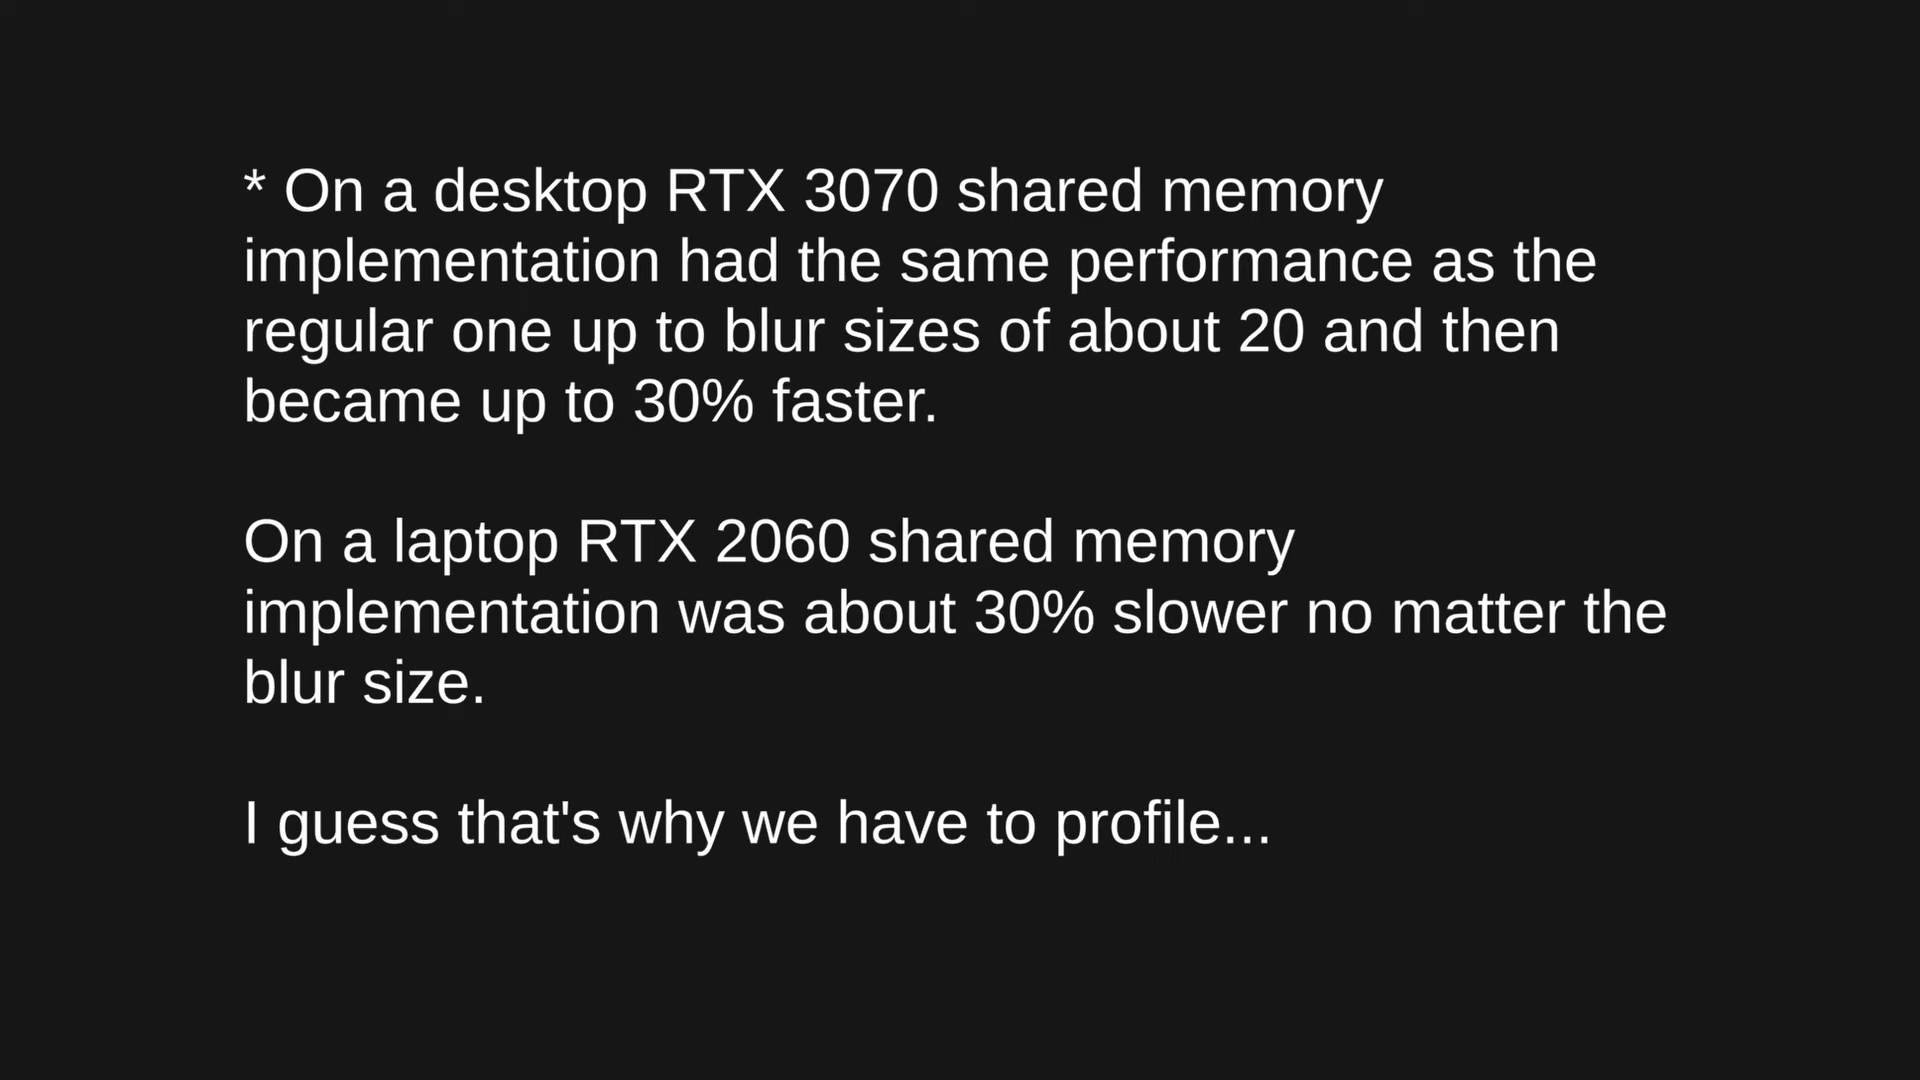 * On a desktop RTX 3070 shared memory
implementation had the same performance as the
regular one up to blur sizes of about 20 and then
became up to 30% faster.
On a laptop RTX 2060 shared memory
implementation was about 30% slower no matter the
blur size.
I guess that's why we have to profile...